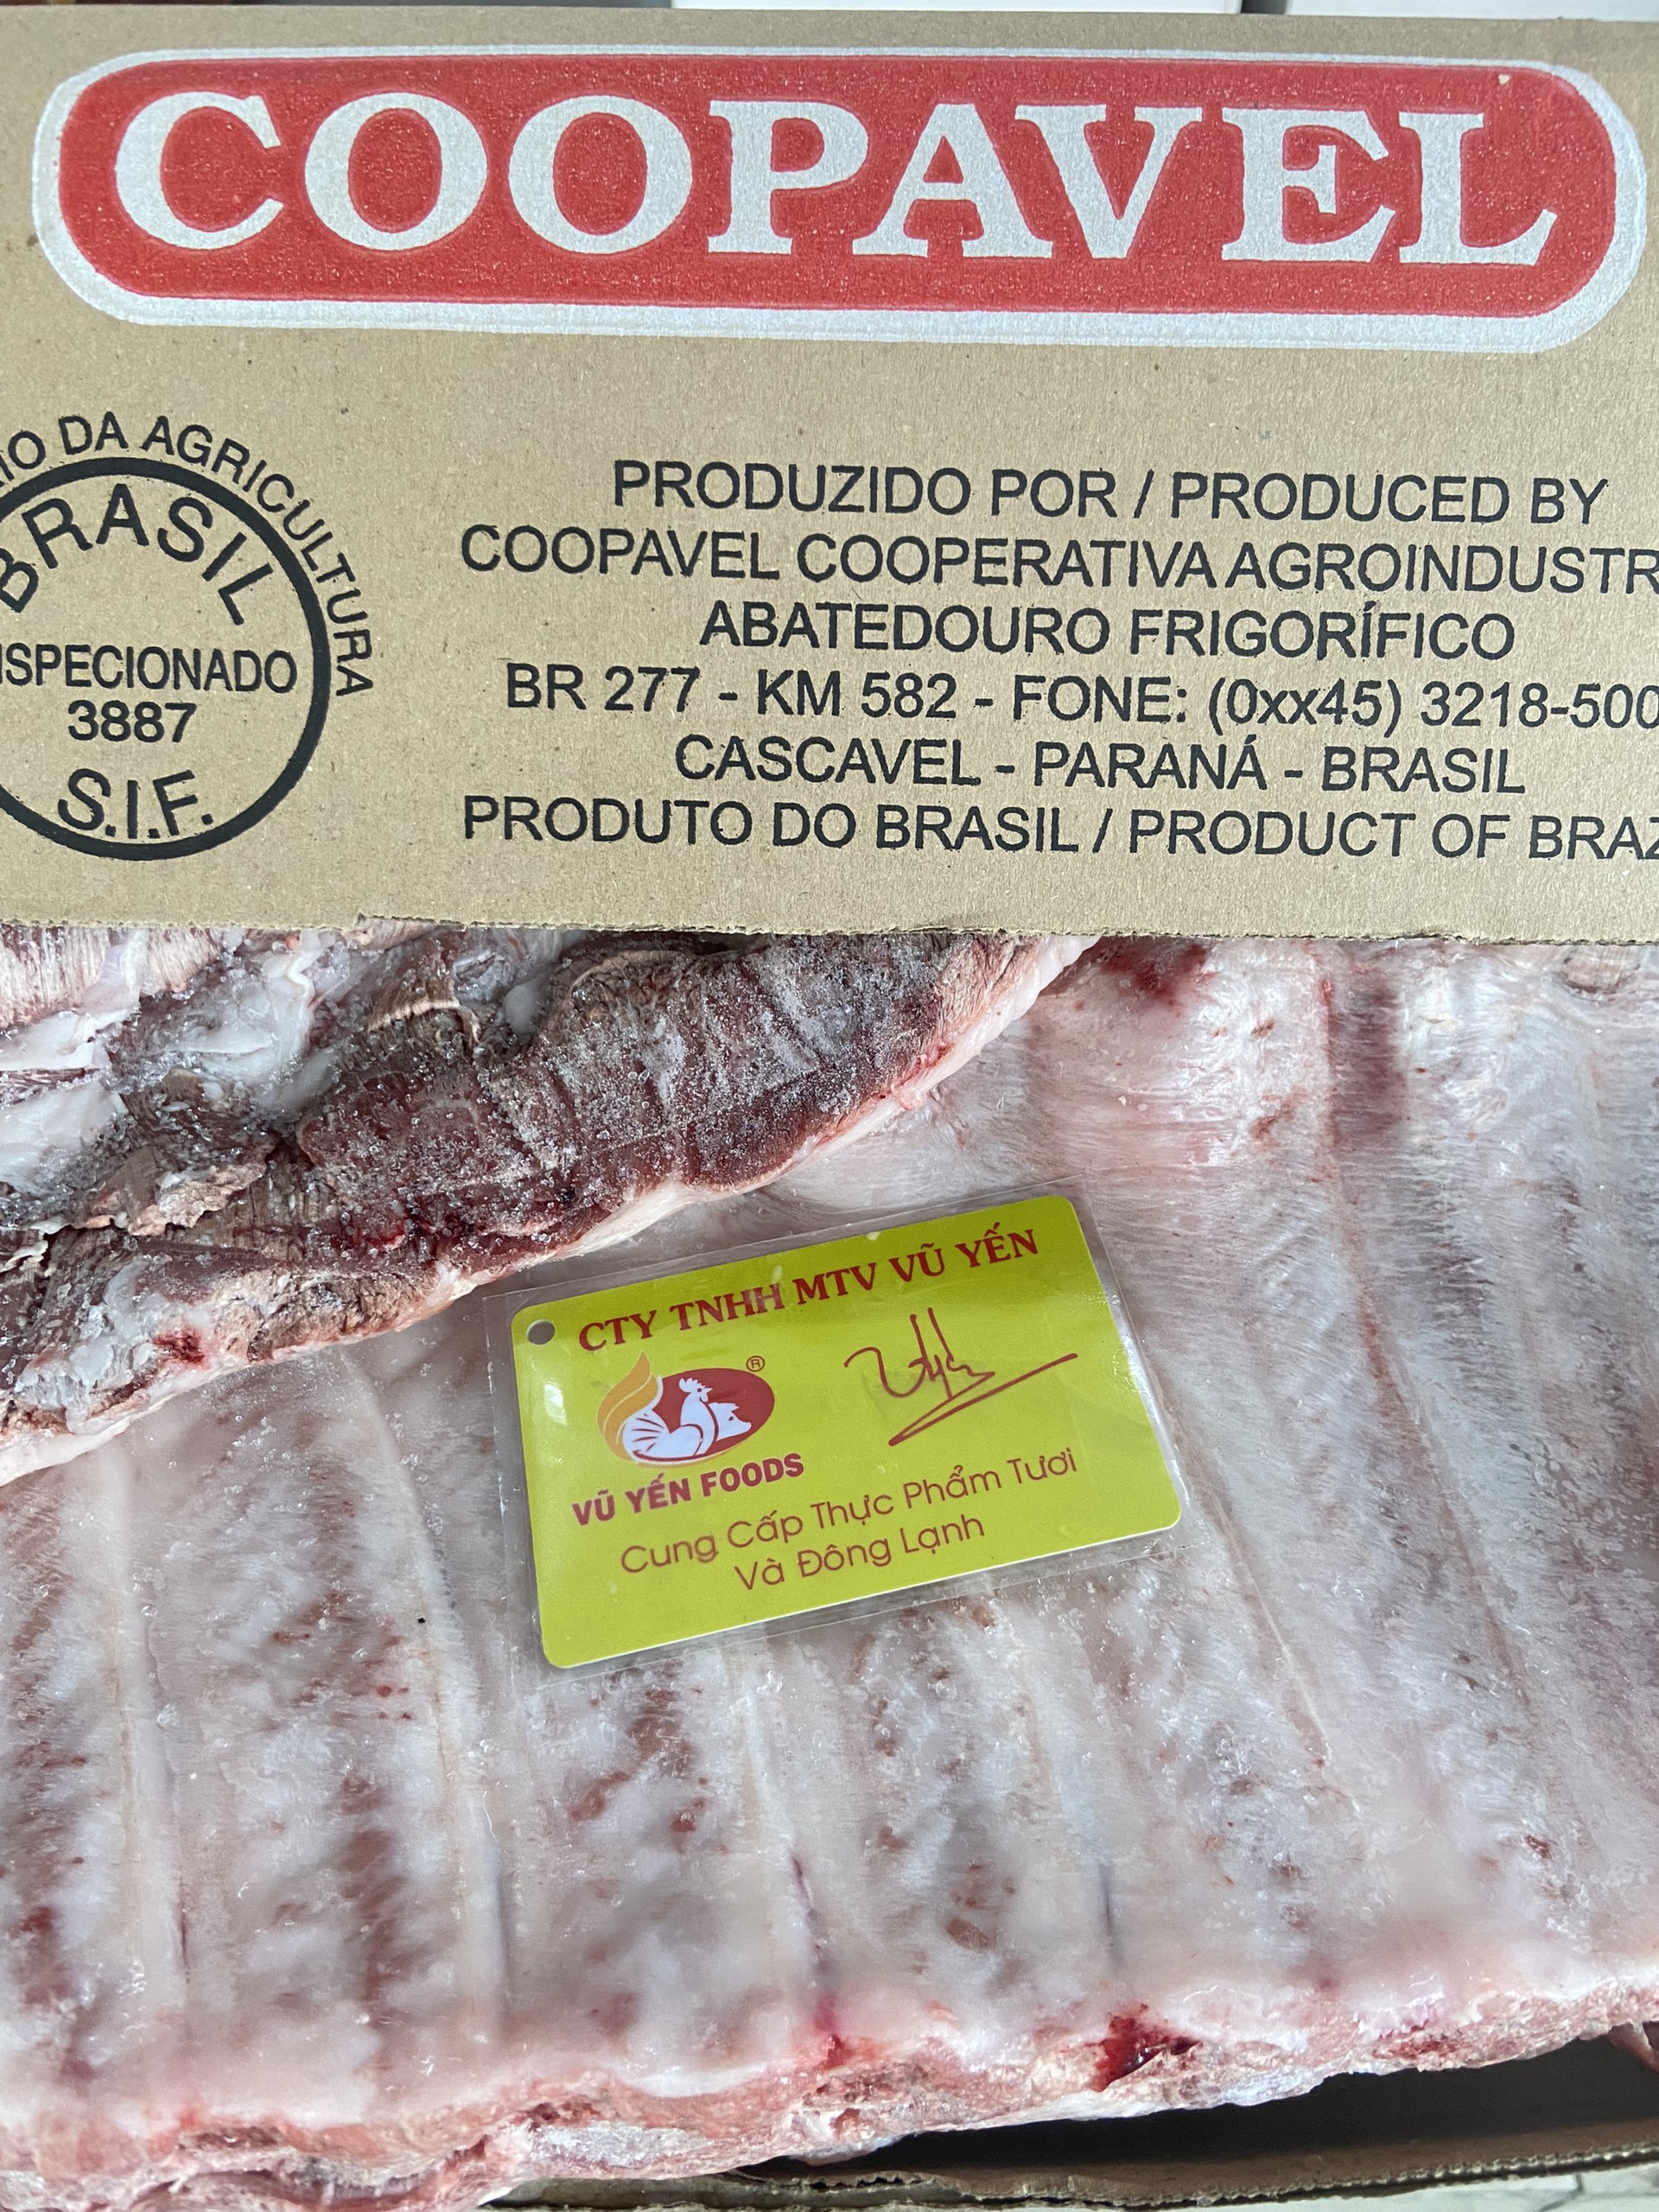 COOPAVEL
IO DA AGRICULTURA
BRASIL
ISPECIONADO
3887
S.I.F.
PRODUZIDO POR / PRODUCED BY
COOPAVEL COOPERATIVA AGROINDUSTR
ABATEDOURO FRIGORÍFICO
BR 277 - KM 582 - FONE: (0xx45) 3218-500
CASCAVEL - PARANÁ - BRASIL
PRODUTO DO BRASIL / PRODUCT OF BRAZ
CTY TNHH MTV VŨ YẾN
®
VŨ YẾN FOODS
Cung Cấp Thực Phẩm Tươi
Và Đông Lạnh